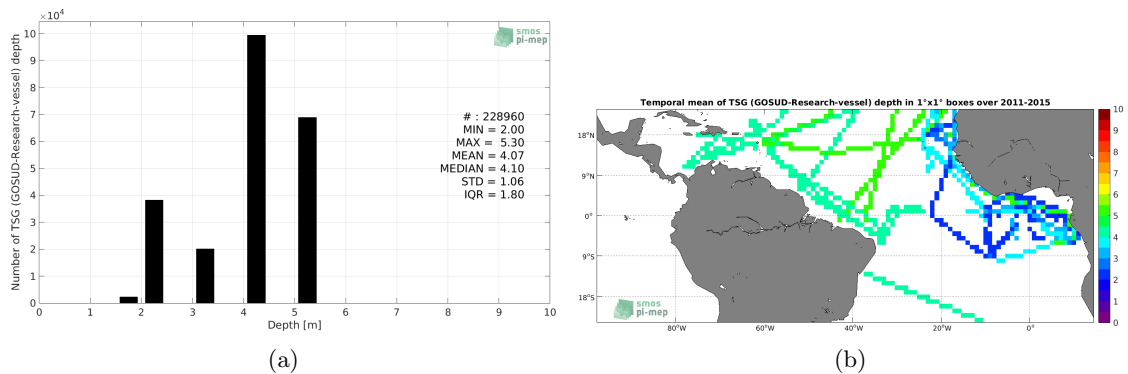 ×10⁴
10
9
8
7
6
5
4
3
2
1
0
Number of TSG (GOSUD-Research-vessel) depth
smos
pi-mep
# : 228960
MIN = 2.00
MAX = 5.30
MEAN = 4.07
MEDIAN = 4.10
STD = 1.06
IQR = 1.80
0 1 2 3 4 5 6 7 8 9 10
Depth [m]
(a)
Temporal mean of TSG (GOSUD-Research-vessel) depth in 1°x1° boxes over 2011-2015
18°N
9°N
0°
9°S
18°S
smos
pi-mep
80°W 60°W 40°W 20°W 0°
10
9
8
7
6
5
4
3
2
1
0
(b)